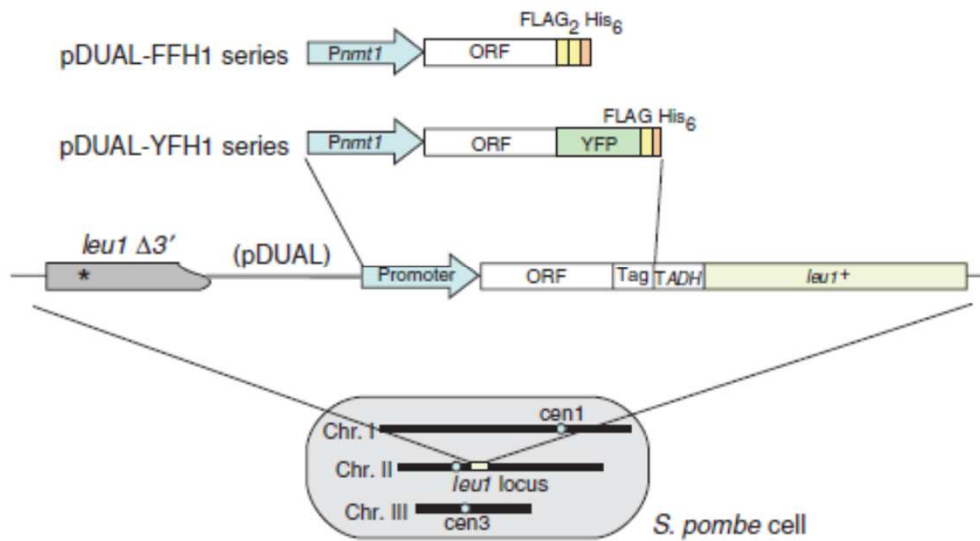 FLAG2 His6
pDUAL-FFH1 series Pnmt1 ORF
FLAG His6
pDUAL-YFH1 series Pnmt1 ORF YFP
leu1 Δ3′ (pDUAL)
* Promoter ORF Tag TADH leu1+
cen1
Chr. I
Chr. II
leu1 locus
Chr. III
cen3
S. pombe cell